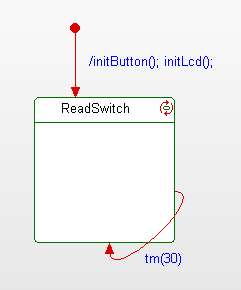 /initButton(); initLcd();
ReadSwitch
tm(30)